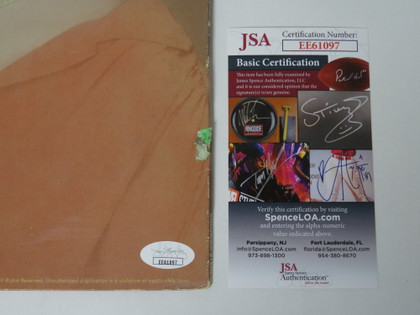 JSA
Certification Number:
EE61097
Basic Certification
This item has been fully examined by
James Spence Authentication, LLC
and it is our considered opinion that the
signature(s) is/are genuine.
Verify this certification by visiting
SpenceLOA.com
and entering the alpha-numeric
value indicated above.
Parsippany, NJ
info@SpenceLOA.com
973-898-1300
Fort Lauderdale, FL
florida@SpenceLOA.com
954-380-8670
JSA
James Spence
Authentication
EE61097